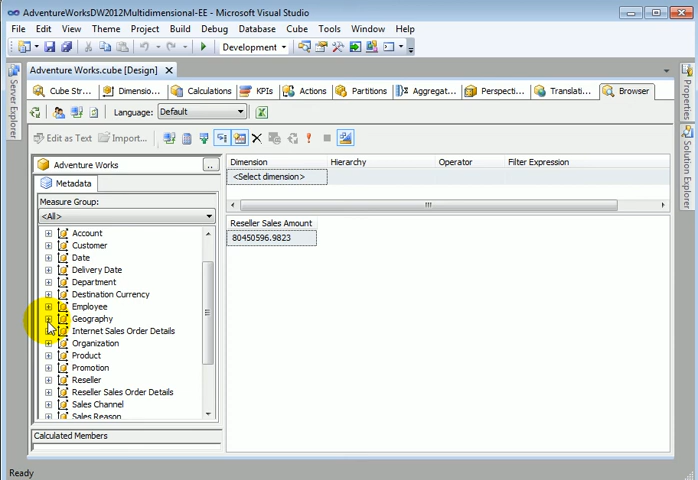 AdventureWorksDW2012Multidimensional-EE - Microsoft Visual Studio
File Edit View Theme Project Build Debug Database Cube Tools Window Help
Development
Adventure Works.cube [Design]
Cube Str... Dimensio... Calculations KPIs Actions Partitions Aggregat... Perspecti... Translati... Browser
Language: Default
Edit as Text Import...
Server Explorer
Adventure Works ..
Metadata
Measure Group:
<All>
Account
Customer
Date
Delivery Date
Department
Destination Currency
Employee
Geography
Internet Sales Order Details
Organization
Product
Promotion
Reseller
Reseller Sales Order Details
Sales Channel
Sales Reason
Calculated Members
Dimension Hierarchy Operator Filter Expression
<Select dimension>
Reseller Sales Amount
80450596.9823
Properties
Solution Explorer
Ready